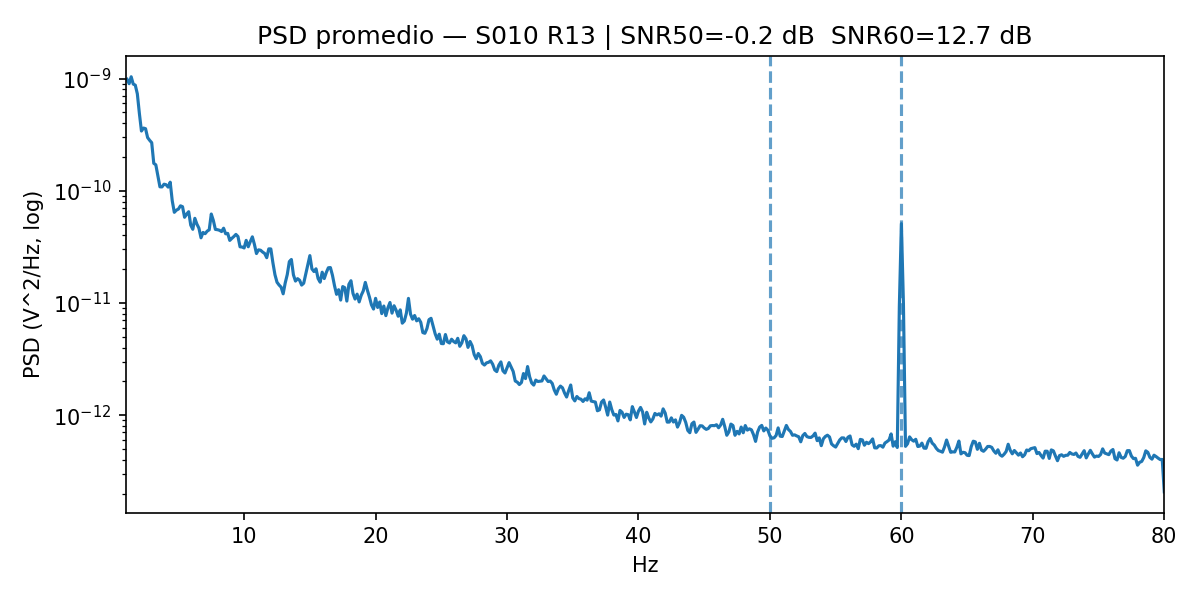 PSD promedio — S010 R13 | SNR50=-0.2 dB  SNR60=12.7 dB
PSD (V^2/Hz, log)
10⁻⁹
10⁻¹⁰
10⁻¹¹
10⁻¹²
10 20 30 40 50 60 70 80
Hz